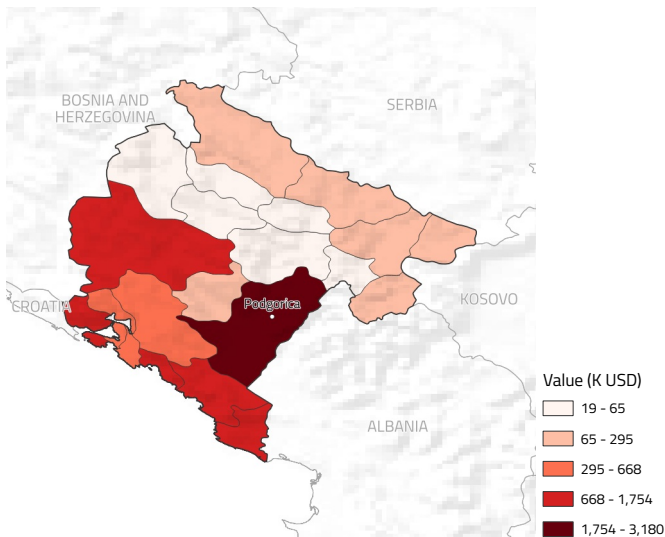 BOSNIA AND
HERZEGOVINA
SERBIA
CROATIA
Podgorica
KOSOVO
ALBANIA
Value (K USD)
19 - 65
65 - 295
295 - 668
668 - 1,754
1,754 - 3,180